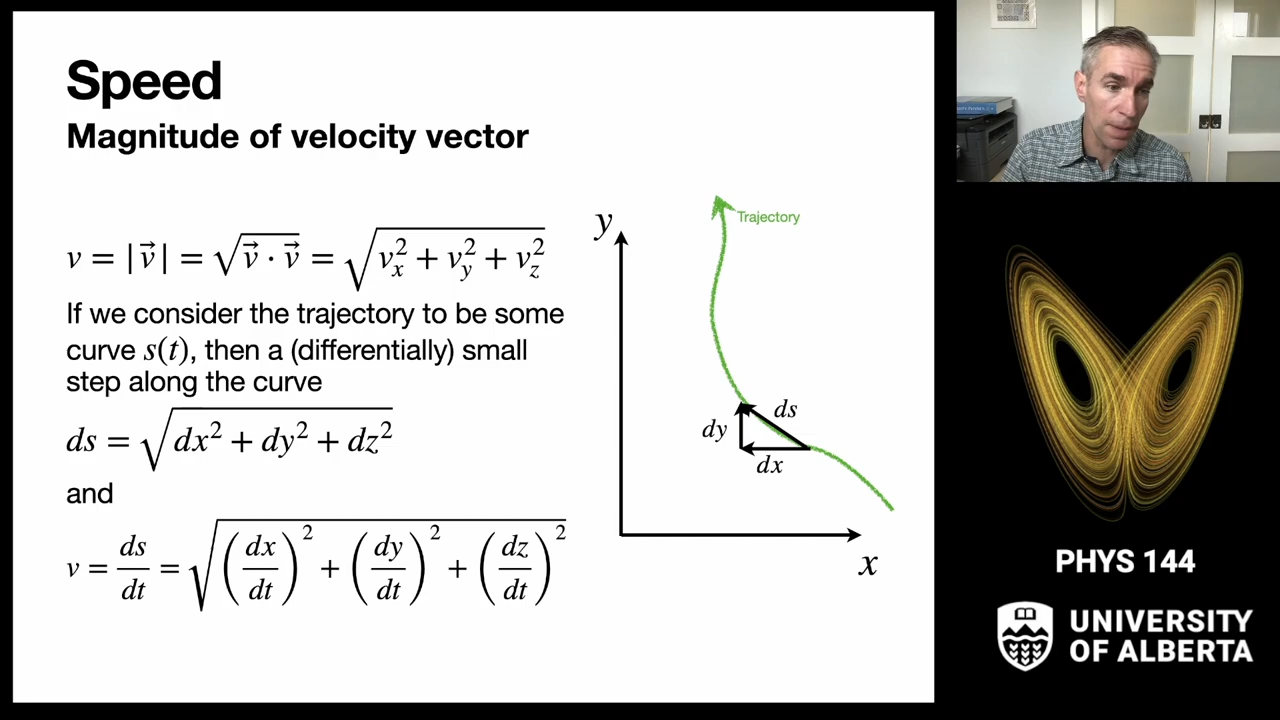 Speed
Magnitude of velocity vector
v = |v⃗| = √(v⃗ · v⃗) = √(v_x² + v_y² + v_z²)
If we consider the trajectory to be some
curve s(t), then a (differentially) small
step along the curve
ds = √(dx² + dy² + dz²)
and
v = ds/dt = √((dx/dt)² + (dy/dt)² + (dz/dt)²)
y
Trajectory
ds
dy
dx
x
PHYS 144
UNIVERSITY
OF ALBERTA